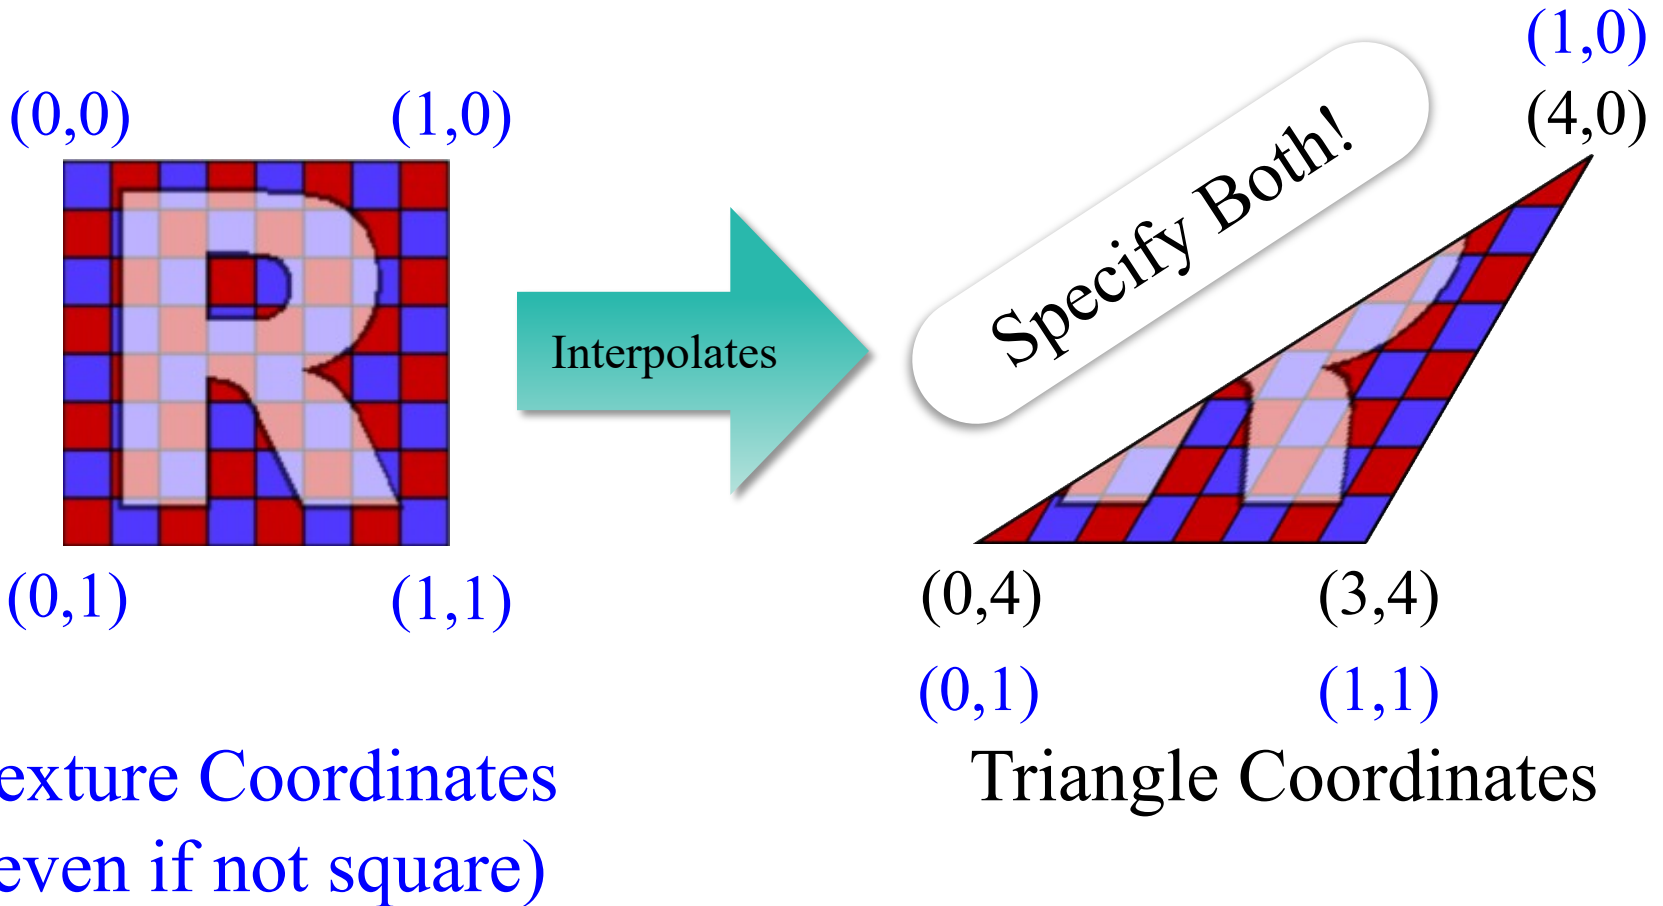 (0,0)
(1,0)
R
(0,1)
(1,1)
exture Coordinates
even if not square)
Interpolates
Specify Both!
(1,0)
(4,0)
(0,4)
(3,4)
(0,1)
(1,1)
Triangle Coordinates